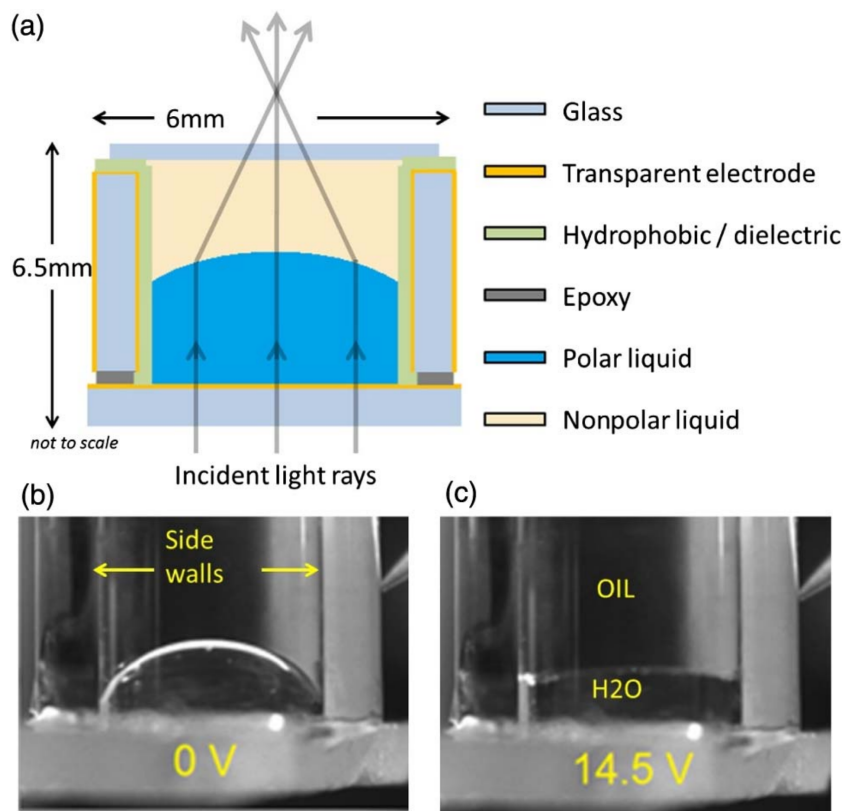 (a)
6mm
6.5mm
not to scale
Incident light rays
Glass
Transparent electrode
Hydrophobic / dielectric
Epoxy
Polar liquid
Nonpolar liquid
(b)
Side
walls
0 V
(c)
OIL
H2O
14.5 V